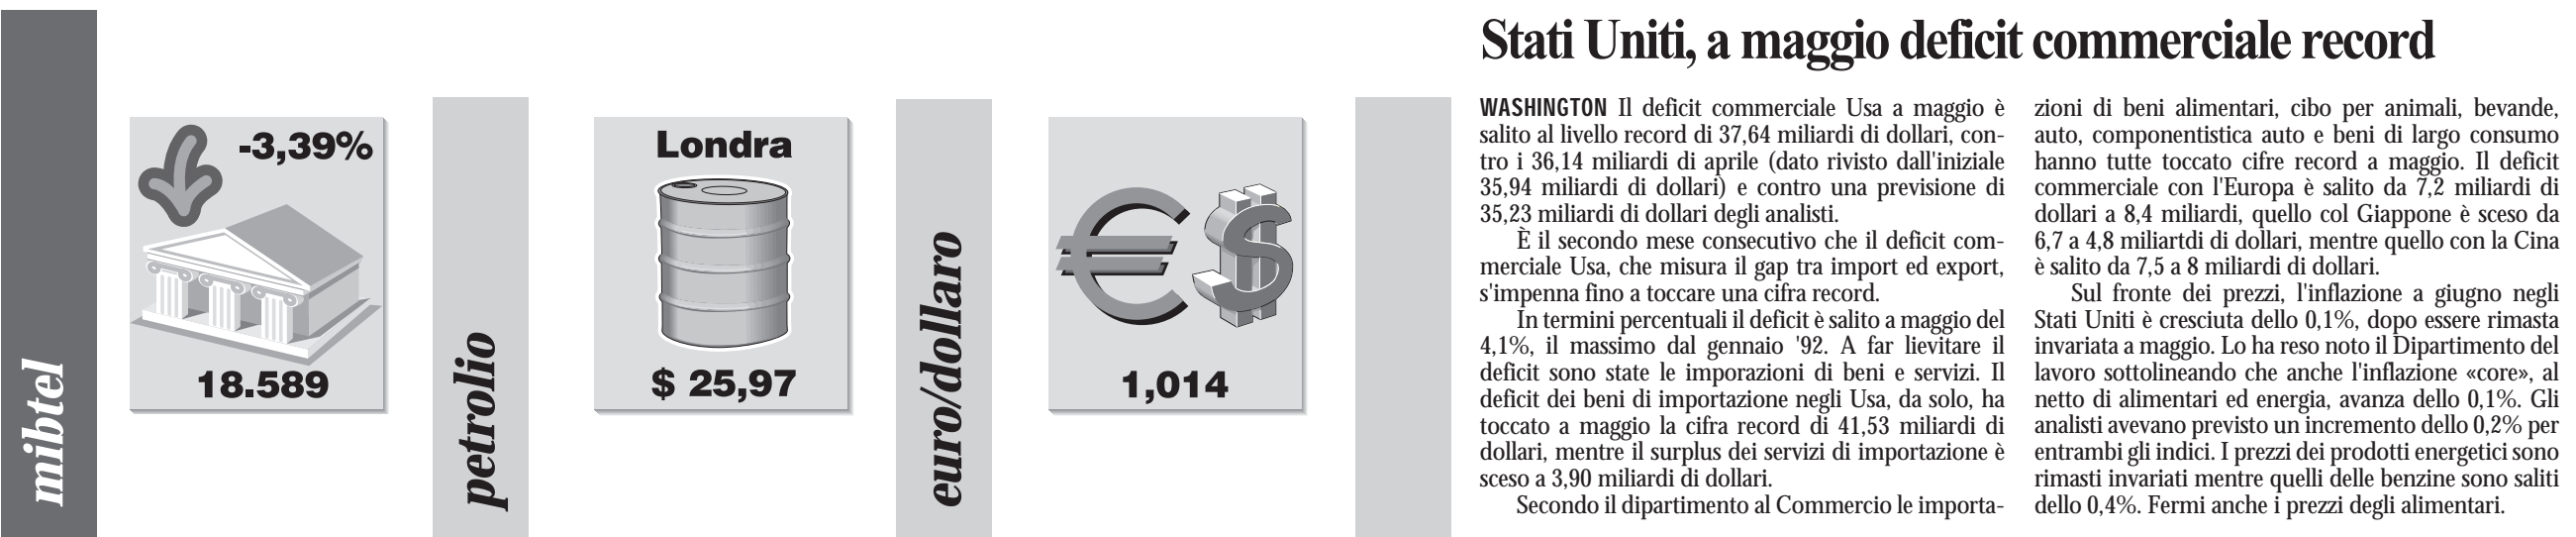 mibtel
-3,39%
18.589
petrolio
Londra
$ 25,97
euro/dollaro
1,014
Stati Uniti, a maggio deficit commerciale record
WASHINGTON Il deficit commerciale Usa a maggio è
salito al livello record di 37,64 miliardi di dollari, con-
tro i 36,14 miliardi di aprile (dato rivisto dall'iniziale
35,94 miliardi di dollari) e contro una previsione di
35,23 miliardi di dollari degli analisti.
È il secondo mese consecutivo che il deficit com-
merciale Usa, che misura il gap tra import ed export,
s'impenna fino a toccare una cifra record.
In termini percentuali il deficit è salito a maggio del
4,1%, il massimo dal gennaio '92. A far lievitare il
deficit sono state le imporazioni di beni e servizi. Il
deficit dei beni di importazione negli Usa, da solo, ha
toccato a maggio la cifra record di 41,53 miliardi di
dollari, mentre il surplus dei servizi di importazione è
sceso a 3,90 miliardi di dollari.
Secondo il dipartimento al Commercio le importa-
zioni di beni alimentari, cibo per animali, bevande,
auto, componentistica auto e beni di largo consumo
hanno tutte toccato cifre record a maggio. Il deficit
commerciale con l'Europa è salito da 7,2 miliardi di
dollari a 8,4 miliardi, quello col Giappone è sceso da
6,7 a 4,8 miliartdi di dollari, mentre quello con la Cina
è salito da 7,5 a 8 miliardi di dollari.
Sul fronte dei prezzi, l'inflazione a giugno negli
Stati Uniti è cresciuta dello 0,1%, dopo essere rimasta
invariata a maggio. Lo ha reso noto il Dipartimento del
lavoro sottolineando che anche l'inflazione «core», al
netto di alimentari ed energia, avanza dello 0,1%. Gli
analisti avevano previsto un incremento dello 0,2% per
entrambi gli indici. I prezzi dei prodotti energetici sono
rimasti invariati mentre quelli delle benzine sono saliti
dello 0,4%. Fermi anche i prezzi degli alimentari.